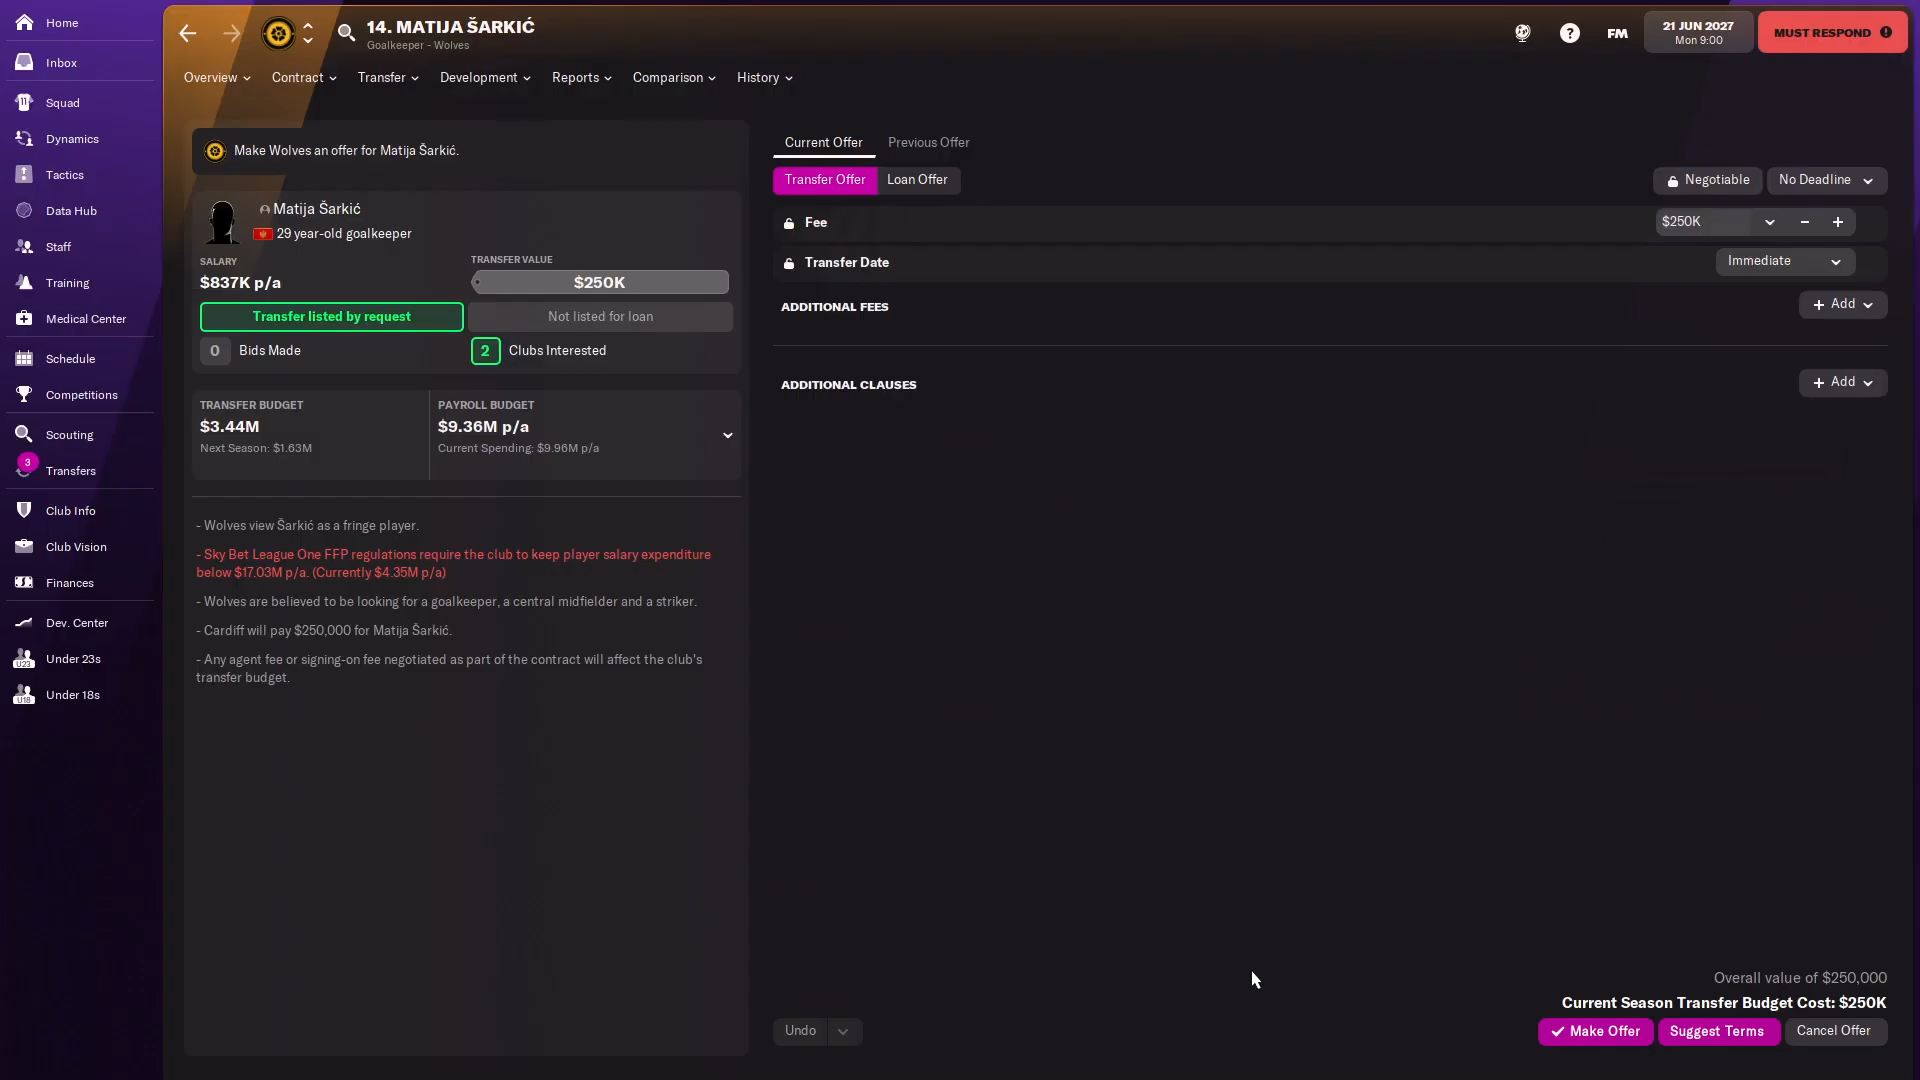 Home
Inbox
Squad
Dynamics
Tactics
Data Hub
Staff
Training
Medical Center
Schedule
Competitions
Scouting
3
Transfers
Club Info
Club Vision
Finances
Dev. Center
U23
Under 23s
U18
Under 18s
14. MATIJA ŠARKIĆ
Goalkeeper - Wolves
?
FM
21 JUN 2027
Mon 9:00
MUST RESPOND
Overview
Contract
Transfer
Development
Reports
Comparison
History
Make Wolves an offer for Matija Šarkić.
Matija Šarkić
29 year-old goalkeeper
SALARY
$837K p/a
TRANSFER VALUE
$250K
Transfer listed by request
Not listed for loan
0 Bids Made
2 Clubs Interested
TRANSFER BUDGET
$3.44M
Next Season: $1.63M
PAYROLL BUDGET
$9.36M p/a
Current Spending: $9.96M p/a
- Wolves view Šarkić as a fringe player.
- Sky Bet League One FFP regulations require the club to keep player salary expenditure
below $17.03M p/a. (Currently $4.35M p/a)
- Wolves are believed to be looking for a goalkeeper, a central midfielder and a striker.
- Cardiff will pay $250,000 for Matija Šarkić.
- Any agent fee or signing-on fee negotiated as part of the contract will affect the club's
transfer budget.
Current Offer
Previous Offer
Transfer Offer
Loan Offer
Negotiable
No Deadline
Fee
$250K
Transfer Date
Immediate
ADDITIONAL FEES
Add
ADDITIONAL CLAUSES
Add
Overall value of $250,000
Current Season Transfer Budget Cost: $250K
Undo
Make Offer
Suggest Terms
Cancel Offer